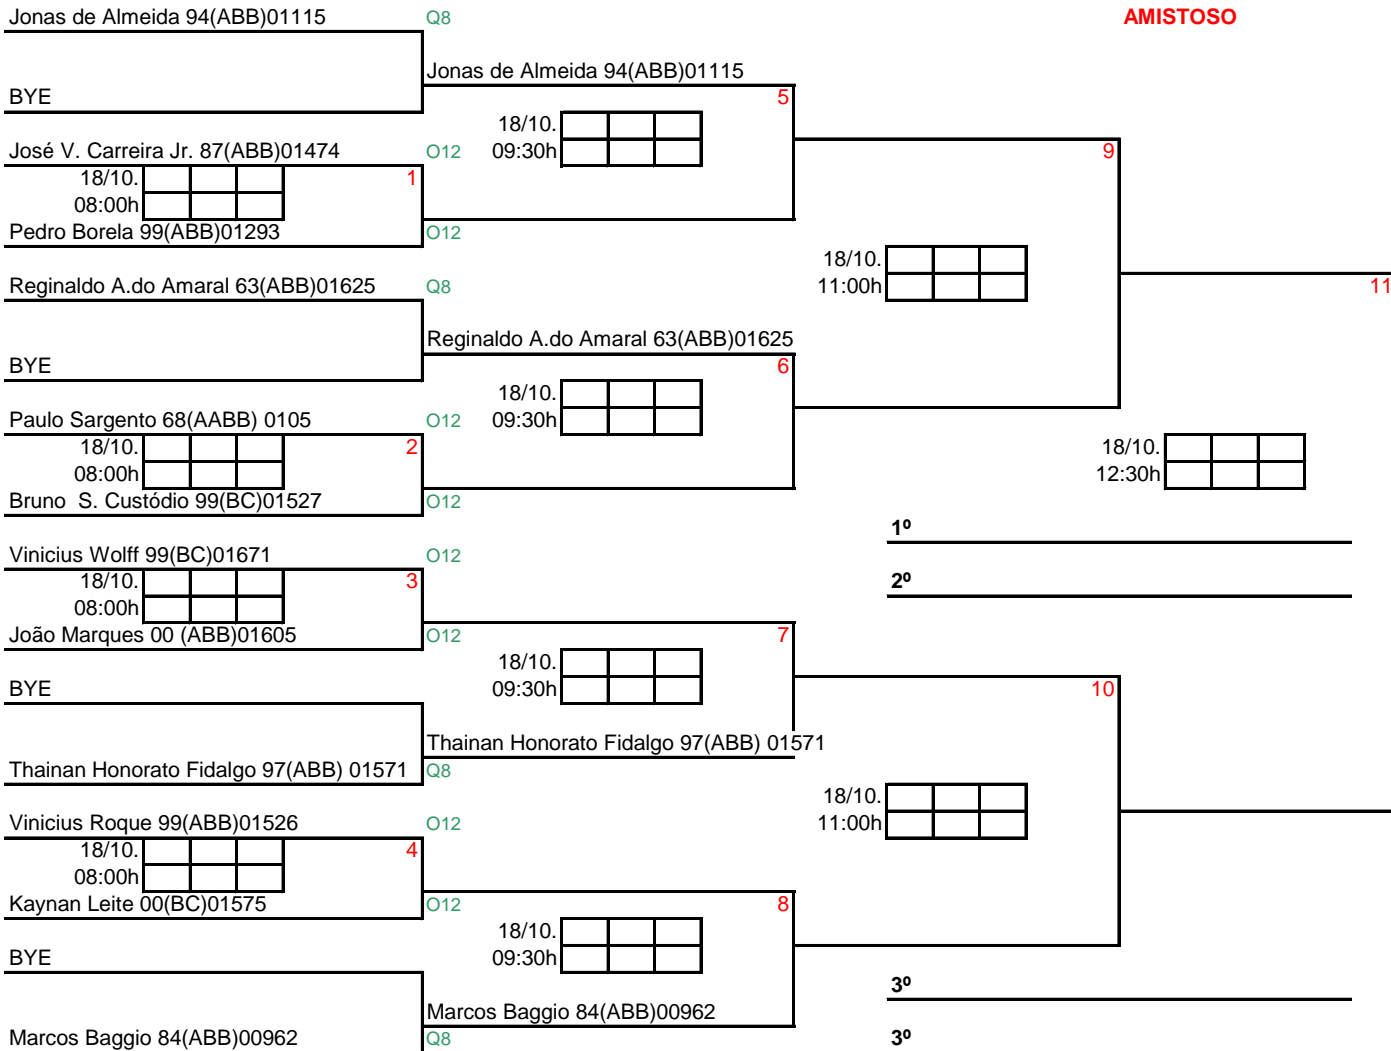 Jonas de Almeida 94(ABB)01115 Q8 AMISTOSO
Jonas de Almeida 94(ABB)01115
BYE 5
18/10.
José V. Carreira Jr. 87(ABB)01474 O12 09:30h 9
18/10. 1
08:00h
Pedro Borela 99(ABB)01293 O12
18/10.
Reginaldo A.do Amaral 63(ABB)01625 Q8 11:00h 11
Reginaldo A.do Amaral 63(ABB)01625
BYE 6
18/10.
Paulo Sargento 68(AABB) 0105 O12 09:30h
18/10. 2 18/10.
08:00h 12:30h
Bruno S. Custódio 99(BC)01527 O12
1º
Vinicius Wolff 99(BC)01671 O12
18/10. 3 2º
08:00h
João Marques 00 (ABB)01605 O12 7
18/10.
BYE 09:30h 10
Thainan Honorato Fidalgo 97(ABB) 01571
Thainan Honorato Fidalgo 97(ABB) 01571 Q8
18/10.
Vinicius Roque 99(ABB)01526 O12 11:00h
18/10. 4
08:00h
Kaynan Leite 00(BC)01575 O12 8
18/10.
BYE 09:30h
3º
Marcos Baggio 84(ABB)00962
Marcos Baggio 84(ABB)00962 Q8 3º